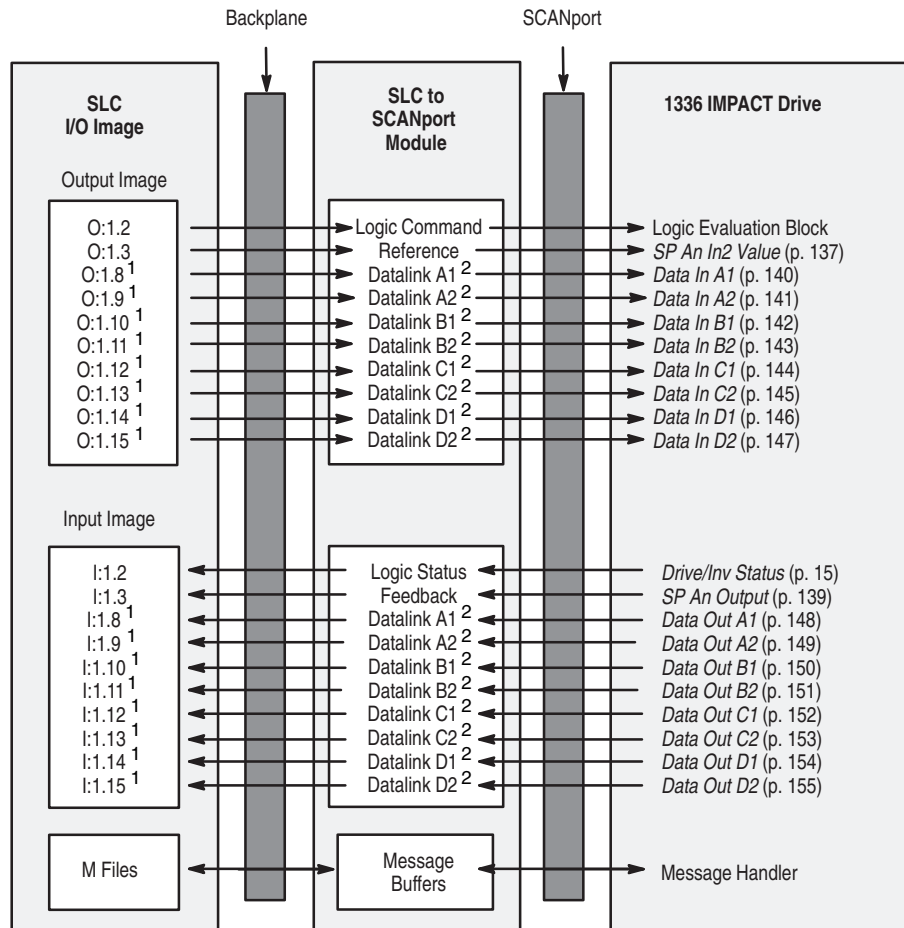 Backplane
SCANport
SLC
I/O Image
SLC to
SCANport
Module
1336 IMPACT Drive
Output Image
O:1.2 Logic Command Logic Evaluation Block
O:1.3 Reference SP An In2 Value (p. 137)
O:1.8 1 Datalink A1 2 Data In A1 (p. 140)
O:1.9 1 Datalink A2 2 Data In A2 (p. 141)
O:1.10 1 Datalink B1 2 Data In B1 (p. 142)
O:1.11 1 Datalink B2 2 Data In B2 (p. 143)
O:1.12 1 Datalink C1 2 Data In C1 (p. 144)
O:1.13 1 Datalink C2 2 Data In C2 (p. 145)
O:1.14 1 Datalink D1 2 Data In D1 (p. 146)
O:1.15 1 Datalink D2 2 Data In D2 (p. 147)
Input Image
I:1.2 Logic Status Drive/Inv Status (p. 15)
I:1.3 Feedback SP An Output (p. 139)
I:1.8 1 Datalink A1 2 Data Out A1 (p. 148)
I:1.9 1 Datalink A2 2 Data Out A2 (p. 149)
I:1.10 1 Datalink B1 2 Data Out B1 (p. 150)
I:1.11 1 Datalink B2 2 Data Out B2 (p. 151)
I:1.12 1 Datalink C1 2 Data Out C1 (p. 152)
I:1.13 1 Datalink C2 2 Data Out C2 (p. 153)
I:1.14 1 Datalink D1 2 Data Out D1 (p. 154)
I:1.15 1 Datalink D2 2 Data Out D2 (p. 155)
M Files
Message
Buffers
Message Handler